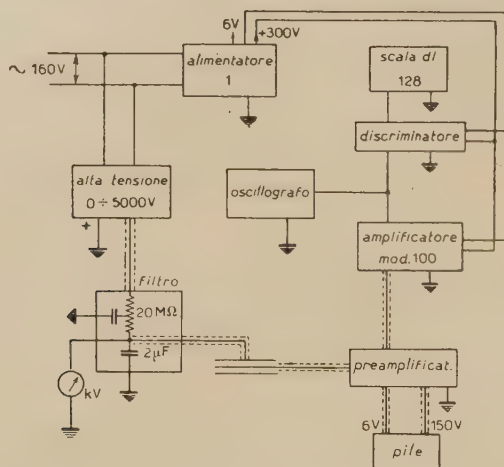 6V
+300V
~ 160V
alimentatore
1
scala di
128
discriminatore
alta tensione
0 ÷ 5000V
+
oscillografo
amplificatore
mod. 100
filtro
20 MΩ
2µF
kV
preamplificat.
6V
150V
pile